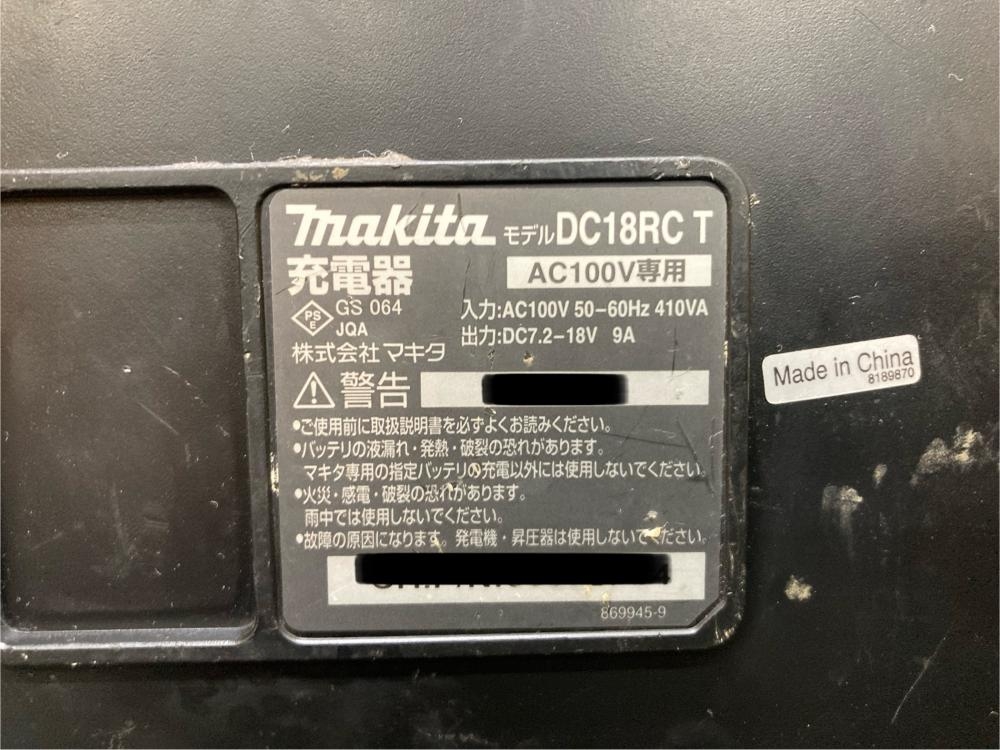 makita モデル DC18RC T
充電器 AC100V専用
PS E GS 064
JQA
入力:AC100V 50-60Hz 410VA
出力:DC7.2-18V 9A
株式会社マキタ
警告
•ご使用前に取扱説明書を必ずよくお読みください。
•バッテリの液漏れ・発熱・破裂の恐れがあります。
マキタ専用の指定バッテリの充電以外には使用しないでください。
•火災・感電・破裂の恐れがあります。
雨中では使用しないでください。
•故障の原因になります。発電機・昇圧器は使用しないでください。
869945-9
Made in China
8189870